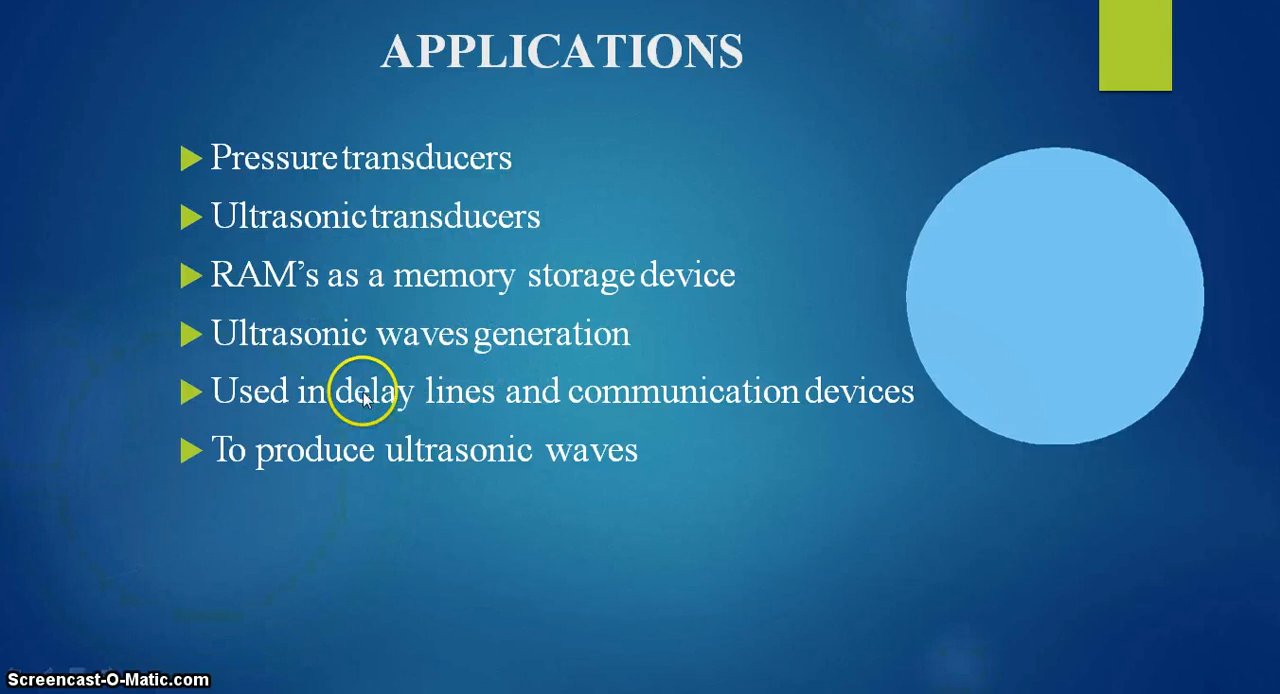 APPLICATIONS
Pressure transducers
Ultrasonic transducers
RAM’s as a memory storage device
Ultrasonic waves generation
Used in delay lines and communication devices
To produce ultrasonic waves
Screencast-O-Matic.com